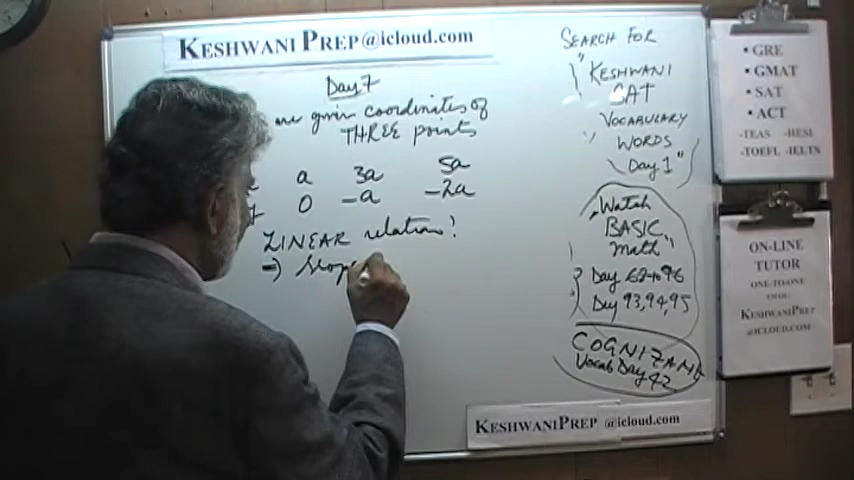 KESHWANI PREP@icloud.com
Day 7
are given coordinates of
THREE points
a 3a 5a
0 -a -2a
LINEAR relation?
=) Slope
SEARCH FOR
"KESHWANI
SAT
VOCABULARY
WORDS
Day 1"
Watch
BASIC
Math"
Day 62 to 96
Day 93,94,95
COGNIZANT
Vocab Day 42
• GRE
• GMAT
• SAT
• ACT
-TEAS -HESI
-TOEFL -IELTS
ON-LINE
TUTOR
ONE-TO-ONE
KESHWANIPREP
@ICLOUD.COM
KESHWANIPREP @icloud.com